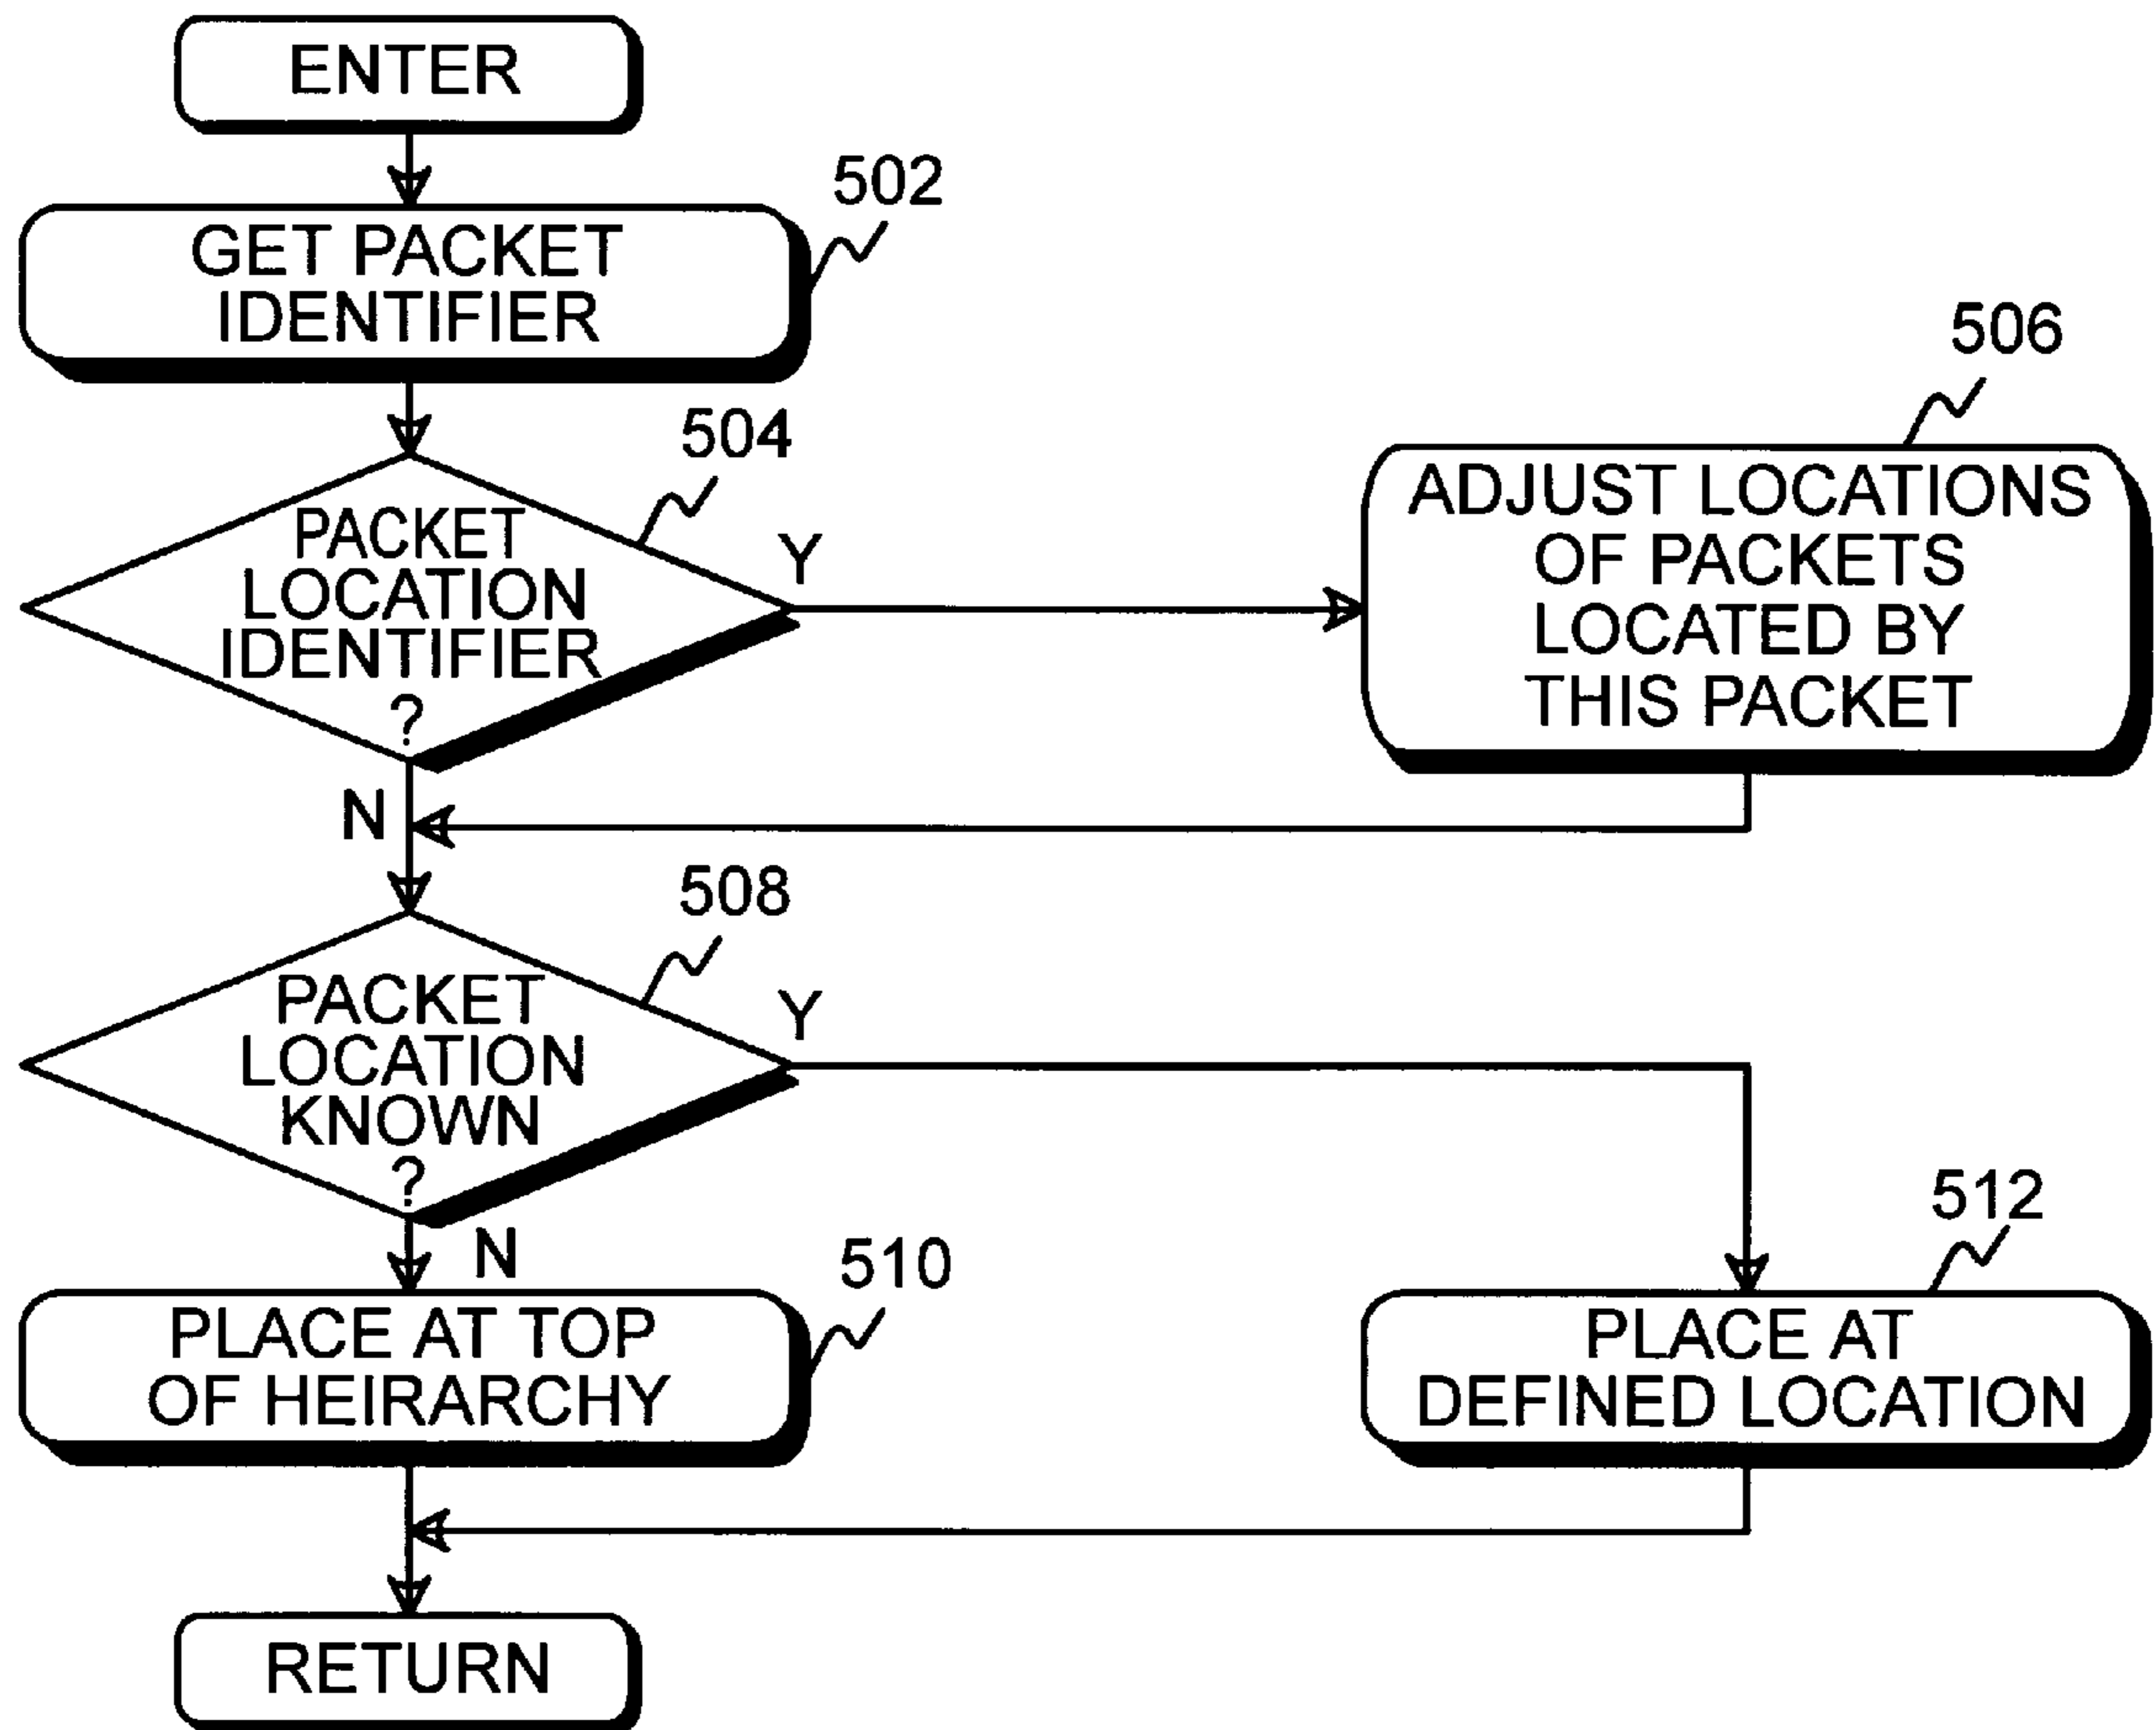 ENTER
502
GET PACKET
IDENTIFIER
504
PACKET
LOCATION
IDENTIFIER
?
Y
N
506
ADJUST LOCATIONS
OF PACKETS
LOCATED BY
THIS PACKET
508
PACKET
LOCATION
KNOWN
?
Y
N
510
PLACE AT TOP
OF HEIRARCHY
512
PLACE AT
DEFINED LOCATION
RETURN